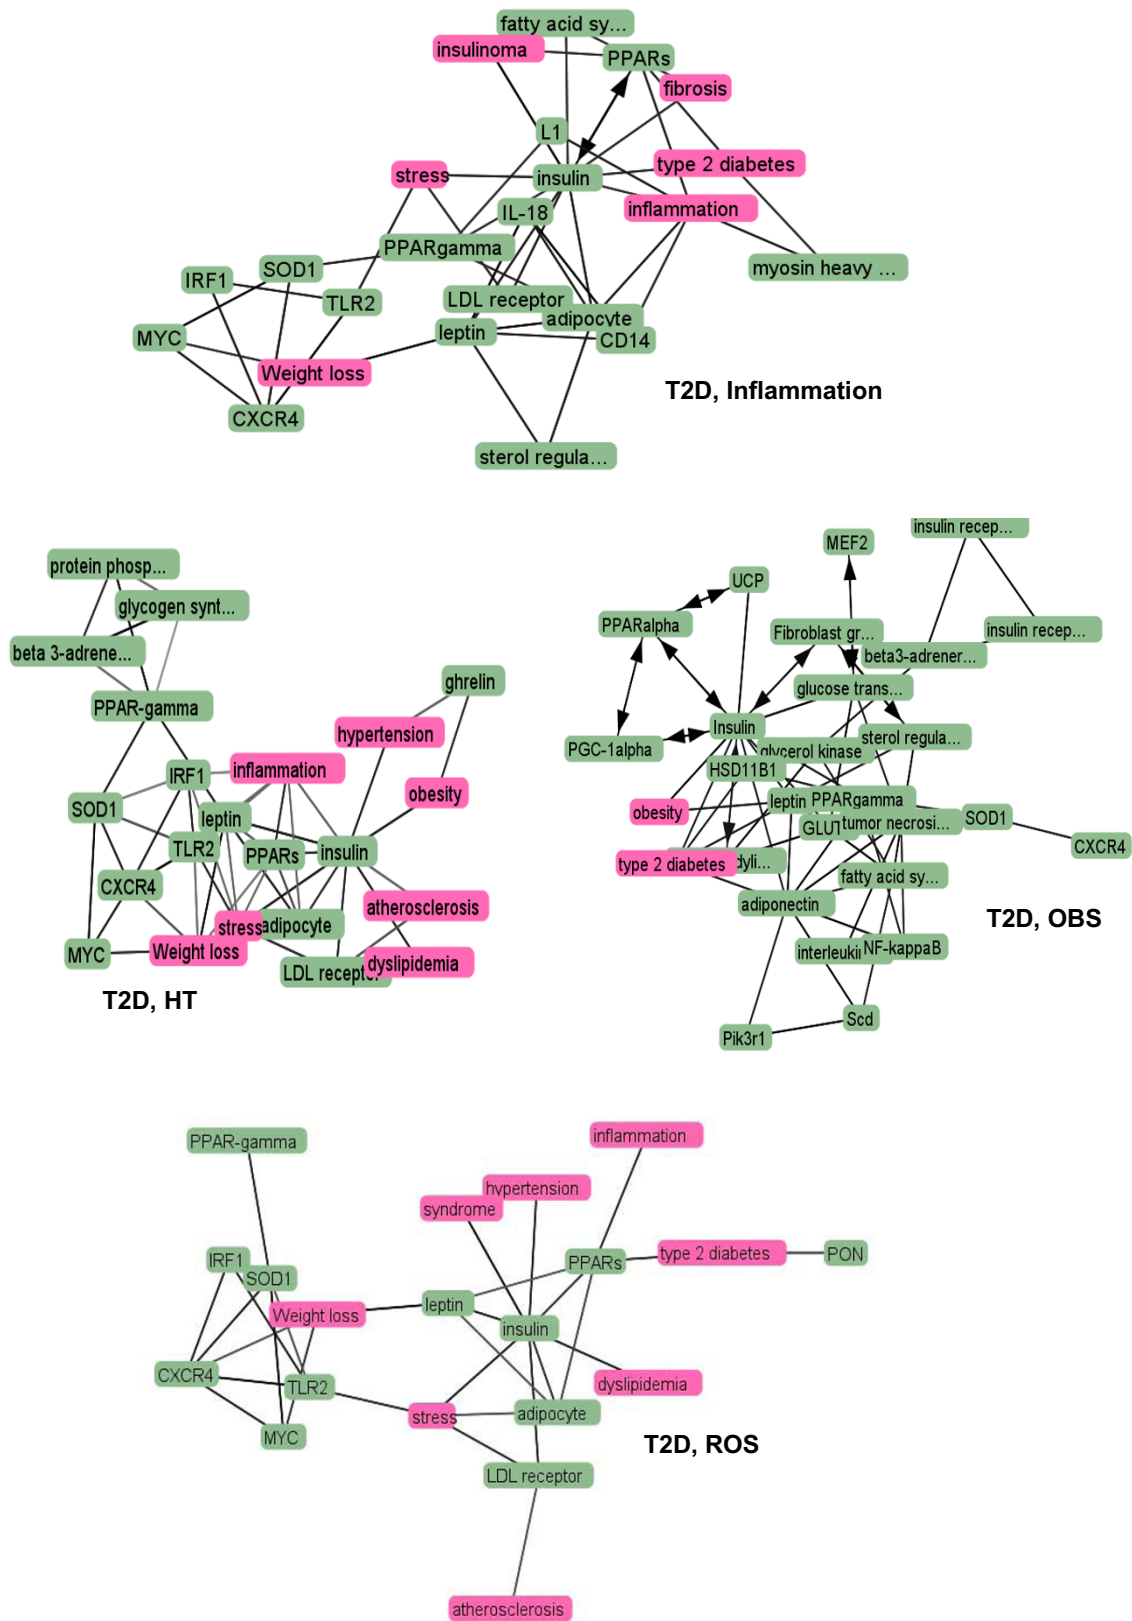 fatty acid sy...
insulinoma
PPARs
fibrosis
L1
type 2 diabetes
stress
insulin
inflammation
IL-18
PPARgamma
myosin heavy ...
SOD1
IRF1
TLR2
LDL receptor
adipocyte
leptin
CD14
MYC
Weight loss
CXCR4
sterol regula...
T2D, Inflammation
protein phosp...
glycogen synt...
beta 3-adrene...
PPAR-gamma
ghrelin
hypertension
inflammation
IRF1
obesity
SOD1
leptin
TLR2
PPARs
insulin
CXCR4
atherosclerosis
stress
adipocyte
MYC
Weight loss
LDL recepto
dyslipidemia
T2D, HT
insulin recep...
MEF2
UCP
PPARalpha
Fibroblast gr...
insulin recep...
beta3-adrener...
glucose trans...
Insulin
PGC-1alpha
glycerol kinase
sterol regula...
HSD11B1
leptin
PPARgamma
obesity
GLUT
tumor necrosi...
SOD1
CXCR4
type 2 diabetes
dyli...
fatty acid sy...
adiponectin
T2D, OBS
interleukin
NF-kappaB
Scd
Pik3r1
PPAR-gamma
inflammation
hypertension
syndrome
IRF1
SOD1
PPARs
type 2 diabetes
PON
Weight loss
leptin
insulin
CXCR4
TLR2
dyslipidemia
stress
adipocyte
MYC
T2D, ROS
LDL receptor
atherosclerosis